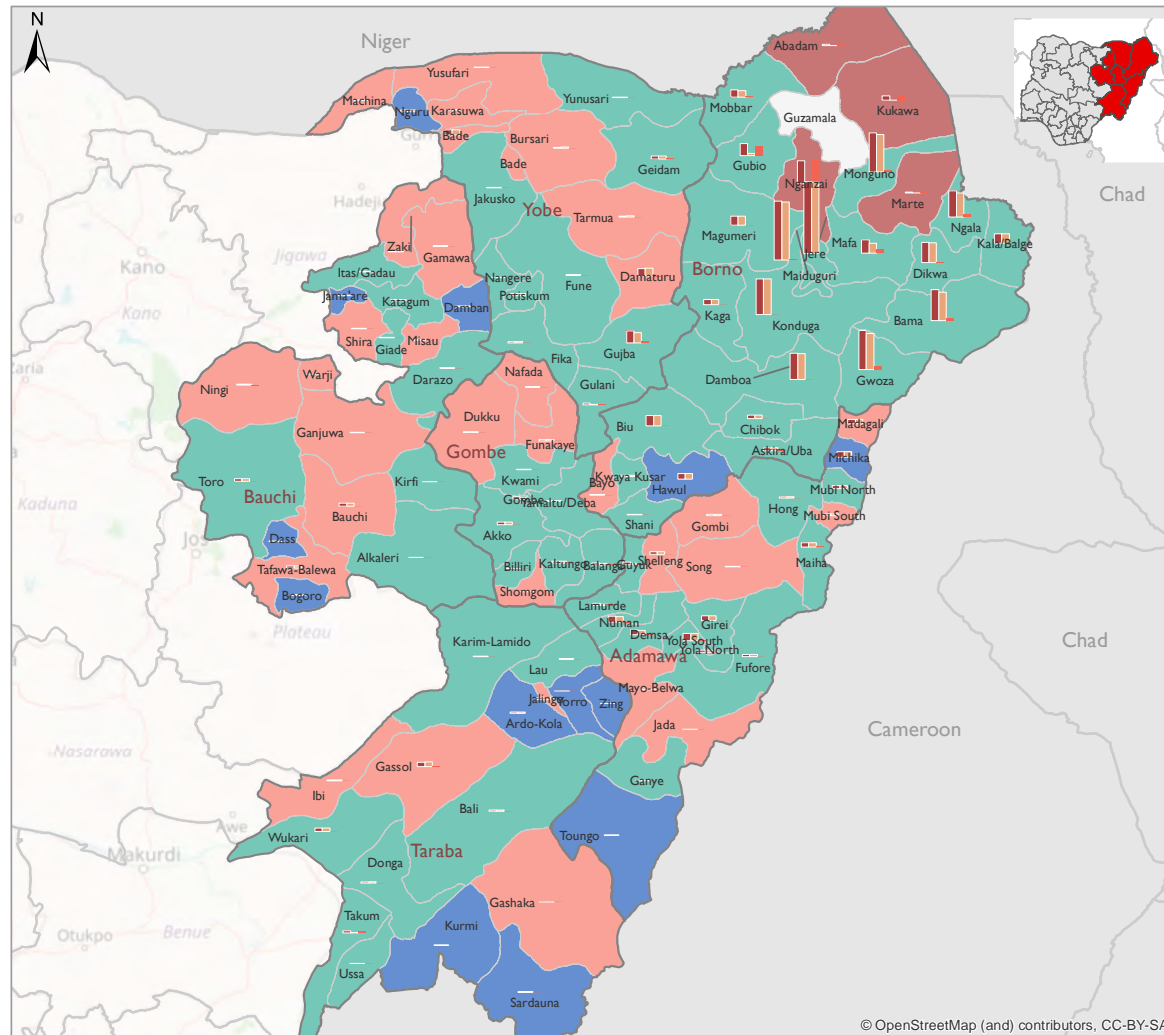 N
Niger
Abadam
Yusufari
Machina
Nguru
Karasuwa
Yunusari
Mobbar
Kukawa
Guzamala
Bade
Bursari
Gubio
Monguno
Geidam
Bade
Nganzai
Chad
Hadeja
Jakusko
Marte
Yobe
Tarmua
Ngala
Zaki
Magumeri
Jere
Mafa
Kala/Balge
Kano
Jigawa
Gamawa
Itas/Gadau
Borno
Maiduguri
Dikwa
Nangere
Fune
Damaturu
Jama'are
Potiskum
Kano
Katagum
Damban
Kaga
Konduga
Bama
Shira
Giade
Misau
Gujba
Fika
Zaria
Darazo
Nafada
Damboa
Gwoza
Ningi
Warji
Gulani
Dukku
Biu
Chibok
Madagali
Ganjuwa
Funakaye
Gombe
Askira/Uba
Michika
Kwaya Kusar
Toro
Kirfi
Kwami
Bayo
Hawul
Mubi North
Bauchi
Gombe
Yamaltu/Deba
Hong
Kaduna
Bauchi
Shani
Gombi
Mubi South
Akko
Jos
Dass
Alkaleri
Billiri
Kaltungo
Balanga
Guyuk
Shelleng
Song
Maiha
Tafawa-Balewa
Shomgom
Bogoro
Lamurde
Numan
Girei
Plateau
Demsa
Yola South
Yola North
Karim-Lamido
Adamawa
Fufore
Chad
Lau
Mayo-Belwa
Jalingo
Yorro
Zing
Ardo-Kola
Jada
Cameroon
Nasarawa
Gassol
Ganye
Ibi
Bali
Awe
Wukari
Toungo
Makurdi
Taraba
Donga
Gashaka
Takum
Kurmi
Otukpo
Benue
Ussa
Sardauna
© OpenStreetMap (and) contributors, CC-BY-SA